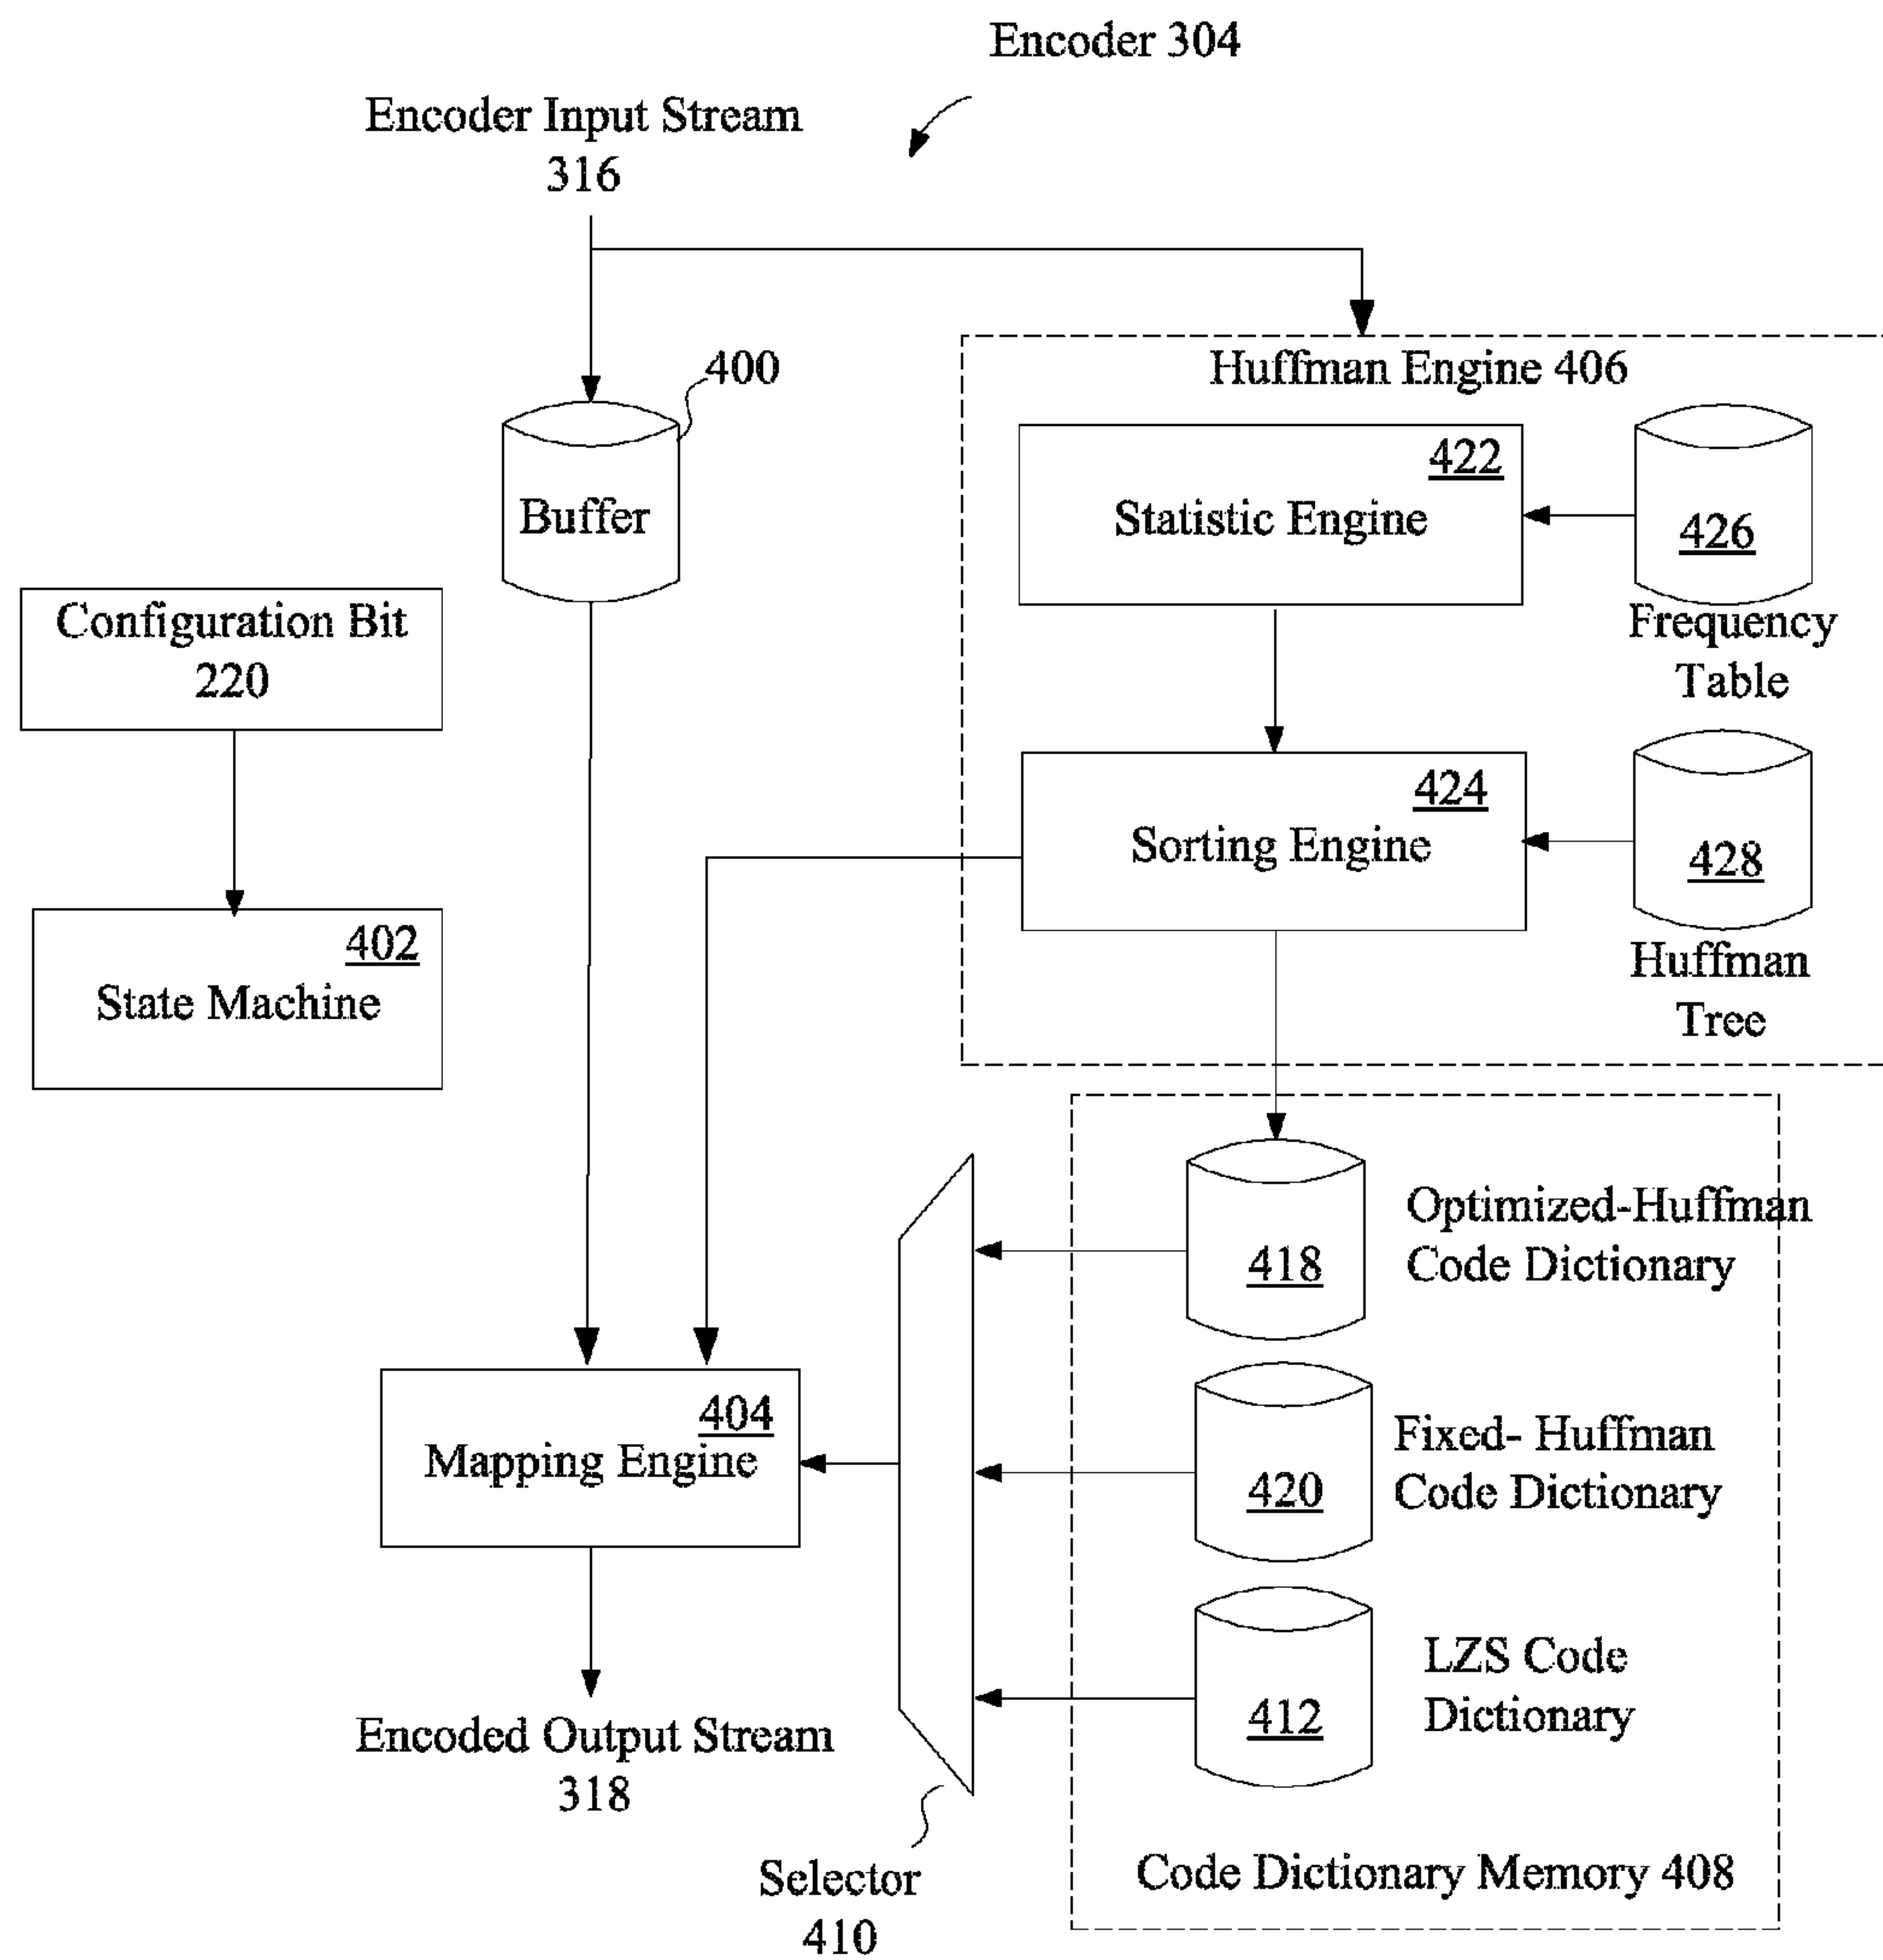 Encoder 304
Encoder Input Stream
316
400
Buffer
Huffman Engine 406
422
Statistic Engine
426
Frequency
Table
Configuration Bit
220
402
State Machine
424
Sorting Engine
428
Huffman
Tree
418
Optimized-Huffman
Code Dictionary
404
Mapping Engine
420
Fixed- Huffman
Code Dictionary
412
LZS Code
Dictionary
Encoded Output Stream
318
Selector
410
Code Dictionary Memory 408